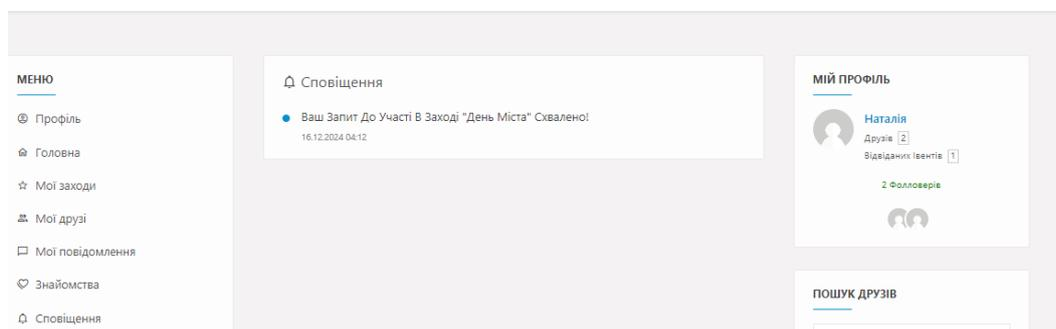 МЕНЮ
Профіль
Головна
Мої заходи
Мої друзі
Мої повідомлення
Знайомства
Сповіщення
Сповіщення
Ваш Запит До Участі В Заході "День Міста" Схвалено!
16.12.2024 04:12
МІЙ ПРОФІЛЬ
Наталія
Друзів 2
Відвіданих Івентів 1
2 Фолловерів
ПОШУК ДРУЗІВ